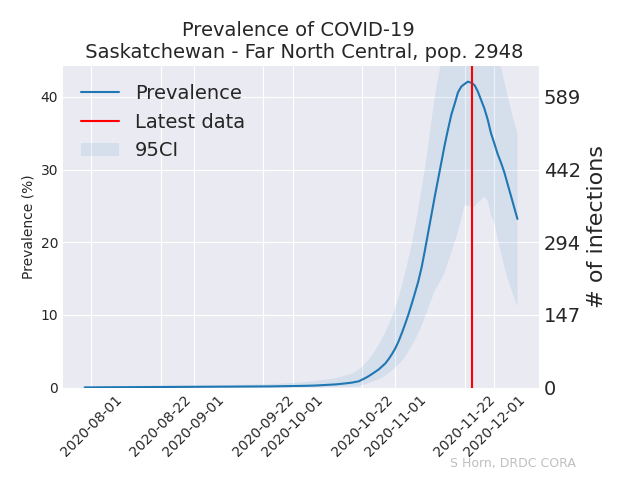 Prevalence of COVID-19
Saskatchewan - Far North Central, pop. 2948
Prevalence
Latest data
95CI
Prevalence (%)
40
30
20
10
0
589
442
294
147
0
# of infections
2020-08-01
2020-08-22
2020-09-01
2020-09-22
2020-10-01
2020-10-22
2020-11-01
2020-11-22
2020-12-01
S Horn, DRDC CORA